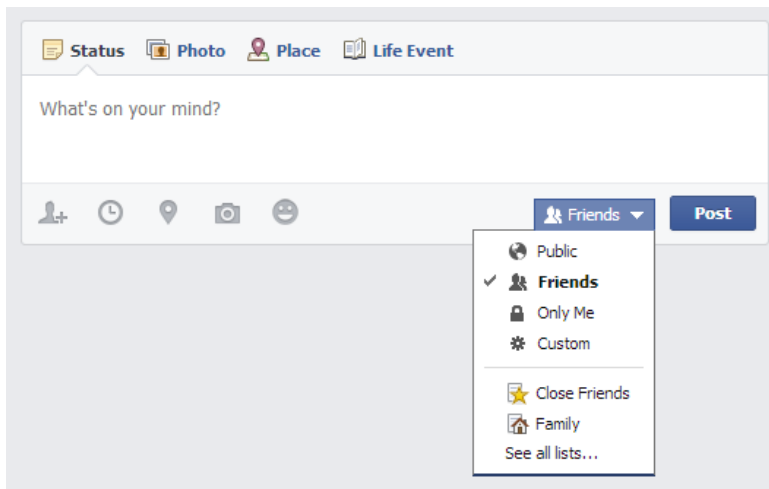 Status Photo Place Life Event
What's on your mind?
Friends Post
Public
Friends
Only Me
Custom
Close Friends
Family
See all lists...